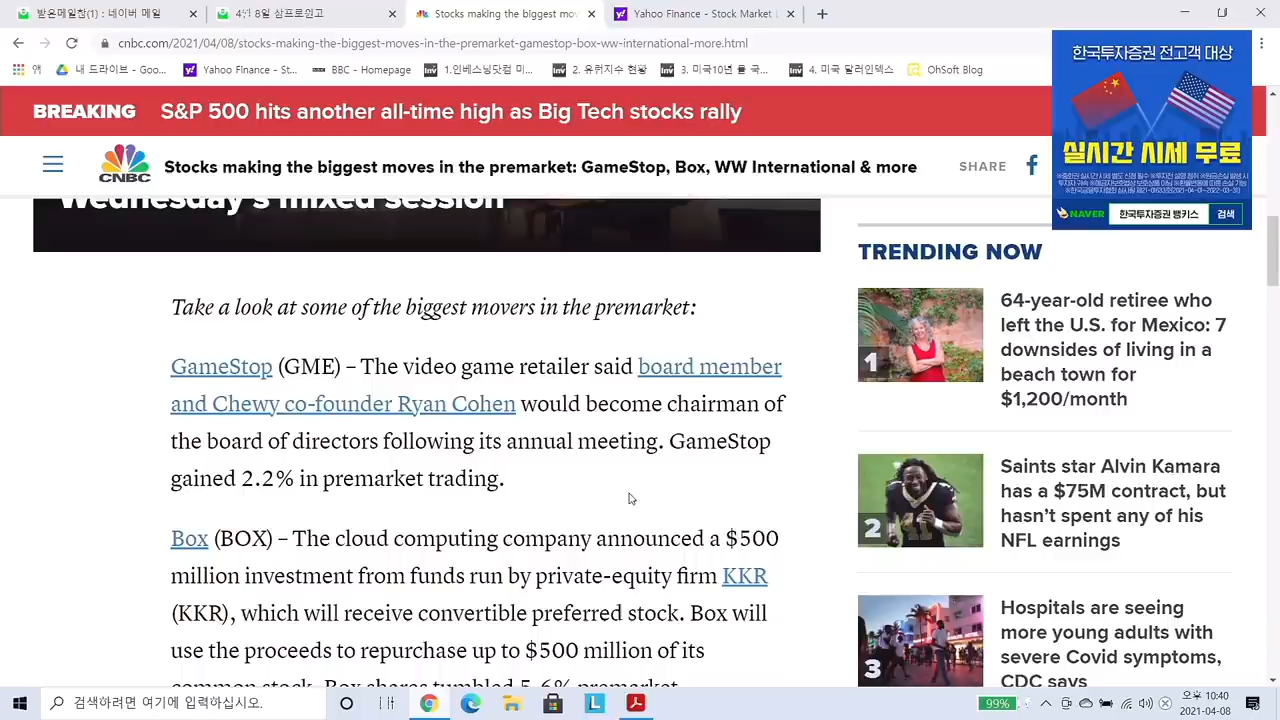 받은메일함(1) : 네이버 메일
4월 8일 삼프로인고
Stocks making the biggest mov
Yahoo Finance - Stock Market L
cnbc.com/2021/04/08/stocks-making-the-biggest-moves-in-the-premarket-gamestop-box-ww-international-more.html
앱
내 드라이브 - Goo...
Yahoo FInance - St...
BBC - Homepage
1.인베스닝닷컴 미...
2. 유퀴지수 현황
3. 미국10년 율 국...
4. 미국 달러인덱스
OhSoft Blog
한국투자증권 전고객 대상
실시간 시세 무료
NAVER 한국투자증권 뱅키스 검색
BREAKING S&P 500 hits another all-time high as Big Tech stocks rally
CNBC
Stocks making the biggest moves in the premarket: GameStop, Box, WW International & more
SHARE
Wednesday's mixed session
Take a look at some of the biggest movers in the premarket:
GameStop (GME) – The video game retailer said board member
and Chewy co-founder Ryan Cohen would become chairman of
the board of directors following its annual meeting. GameStop
gained 2.2% in premarket trading.
Box (BOX) – The cloud computing company announced a $500
million investment from funds run by private-equity firm KKR
(KKR), which will receive convertible preferred stock. Box will
use the proceeds to repurchase up to $500 million of its
common stock. Box shares tumbled 5.6% premarket
TRENDING NOW
1
64-year-old retiree who
left the U.S. for Mexico: 7
downsides of living in a
beach town for
$1,200/month
2
Saints star Alvin Kamara
has a $75M contract, but
hasn't spent any of his
NFL earnings
3
Hospitals are seeing
more young adults with
severe Covid symptoms,
CDC says
검색하려면 여기에 입력하십시오.
99%
오후 10:40
2021-04-08